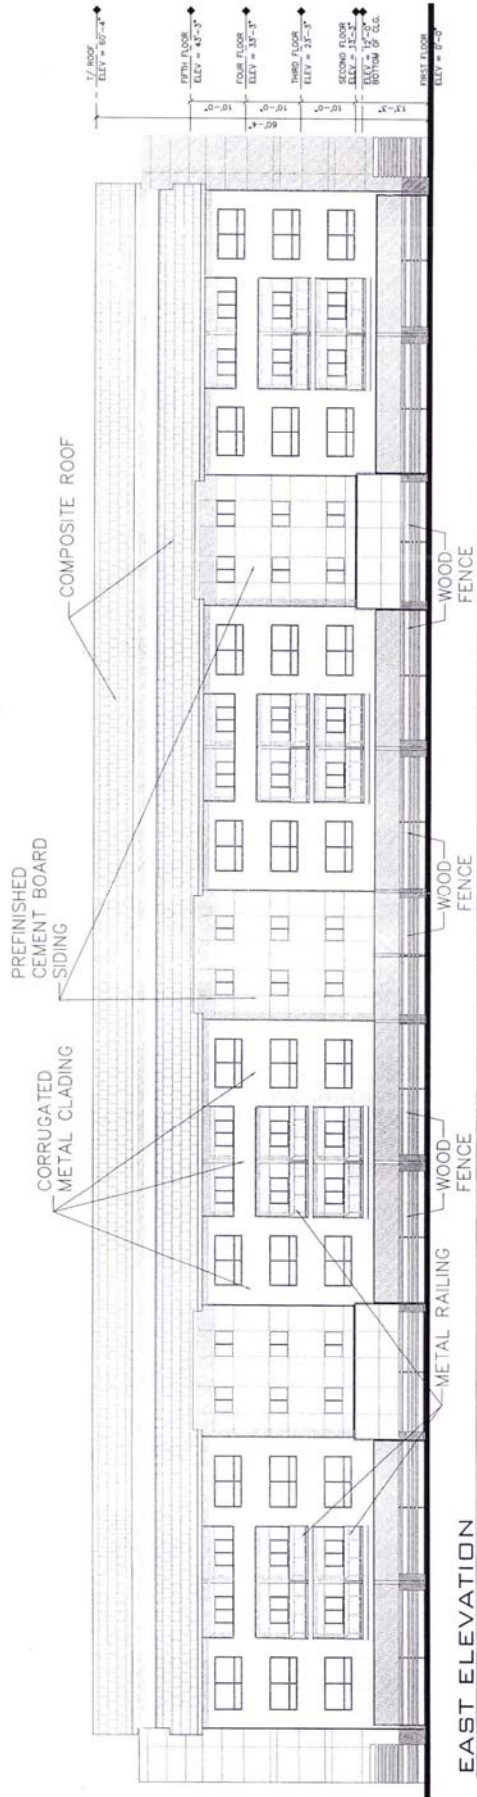 T/ ROOF
ELEV = 60'-4"
FIFTH FLOOR
ELEV = 43'-3"
FOUR FLOOR
ELEV = 33'-3"
THIRD FLOOR
ELEV = 23'-3"
SECOND FLOOR
ELEV = 13'-3"
ELEV = 12'-0"
BOTTOM OF CLG.
FIRST FLOOR
ELEV = 0'-0"
10'-0"
10'-0"
10'-0"
13'-3"
60'-4"
COMPOSITE ROOF
PREFINISHED
CEMENT BOARD
SIDING
CORRUGATED
METAL CLADING
METAL RAILING
WOOD
FENCE
WOOD
FENCE
WOOD
FENCE
EAST ELEVATION